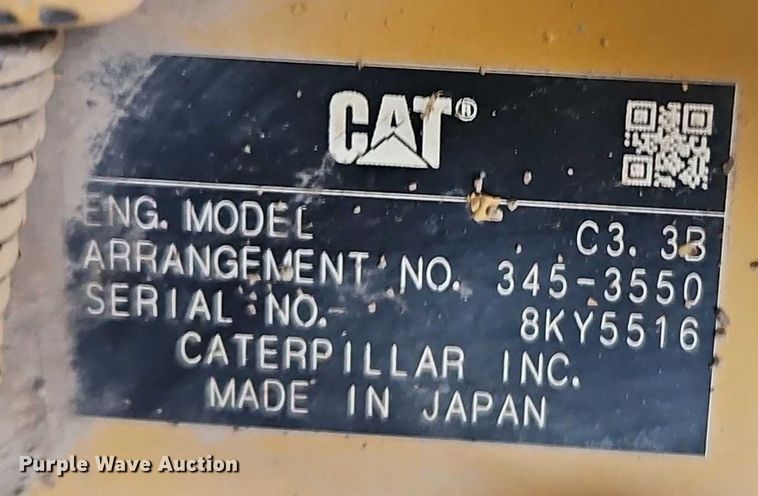 CAT®
ENG. MODEL C3.3B
ARRANGEMENT NO. 345-3550
SERIAL NO. 8KY5516
CATERPILLAR INC.
MADE IN JAPAN
Purple Wave Auction